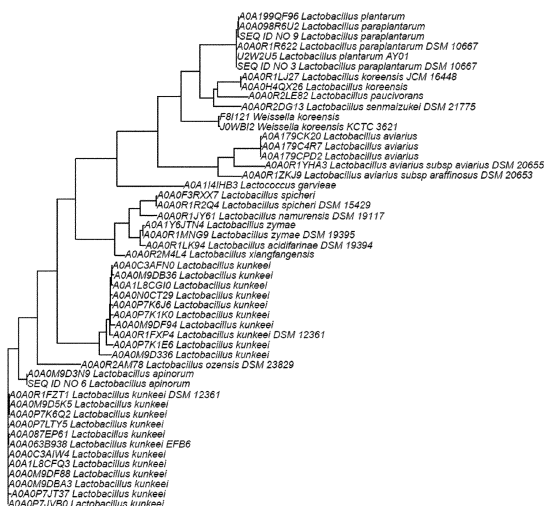 A0A199QF96 Lactobacillus plantarum
A0A098R6U2 Lactobacillus paraplantarum
SEQ ID NO 9 Lactobacillus paraplantarum
A0A0R1R622 Lactobacillus paraplantarum DSM 10667
U2W2U5 Lactobacillus plantarum AY01
SEQ ID NO 3 Lactobacillus paraplantarum DSM 10667
A0A0R1LJ27 Lactobacillus koreensis JCM 16448
A0A0H4QX26 Lactobacillus koreensis
A0A0R2LE82 Lactobacillus paucivorans
A0A0R2DG13 Lactobacillus senmaizukei DSM 21775
F8I121 Weissella koreensis
J0WBI2 Weissella koreensis KCTC 3621
A0A179CK20 Lactobacillus aviarius
A0A179C4R7 Lactobacillus aviarius
A0A179CPD2 Lactobacillus aviarius
A0A0R1YHA3 Lactobacillus aviarius subsp aviarius DSM 20655
A0A0R1ZKJ9 Lactobacillus aviarius subsp araffinosus DSM 20653
A0A1I4IHB3 Lactococcus garvieae
A0A0F3RXX7 Lactobacillus spicheri
A0A0R1R2Q4 Lactobacillus spicheri DSM 15429
A0A0R1JY61 Lactobacillus namurensis DSM 19117
A0A1Y6JTN4 Lactobacillus zymae
A0A0R1MNG9 Lactobacillus zymae DSM 19395
A0A0R1LK94 Lactobacillus acidifarinae DSM 19394
A0A0R2M4L4 Lactobacillus xiangfangensis
A0A0C3AFN0 Lactobacillus kunkeei
A0A0M9DB36 Lactobacillus kunkeei
A0A1L8CGI0 Lactobacillus kunkeei
A0A0N0CT29 Lactobacillus kunkeei
A0A0P7K6J6 Lactobacillus kunkeei
A0A0P7K1K0 Lactobacillus kunkeei
A0A0M9DF94 Lactobacillus kunkeei
A0A0R1FXP4 Lactobacillus kunkeei DSM 12361
A0A0P7K1E6 Lactobacillus kunkeei
A0A0M9D336 Lactobacillus kunkeei
A0A0R2AM78 Lactobacillus ozensis DSM 23829
A0A0M9D3N9 Lactobacillus apinorum
SEQ ID NO 6 Lactobacillus apinorum
A0A0R1FZT1 Lactobacillus kunkeei DSM 12361
A0A0M9D5K5 Lactobacillus kunkeei
A0A0P7K6Q2 Lactobacillus kunkeei
A0A0P7LTY5 Lactobacillus kunkeei
A0A087EP61 Lactobacillus kunkeei
A0A063B938 Lactobacillus kunkeei EFB6
A0A0C3AIW4 Lactobacillus kunkeei
A0A1L8CFQ3 Lactobacillus kunkeei
A0A0M9DF88 Lactobacillus kunkeei
A0A0M9DBA3 Lactobacillus kunkeei
A0A0P7JT37 Lactobacillus kunkeei
A0A0P7JVB0 Lactobacillus kunkeei